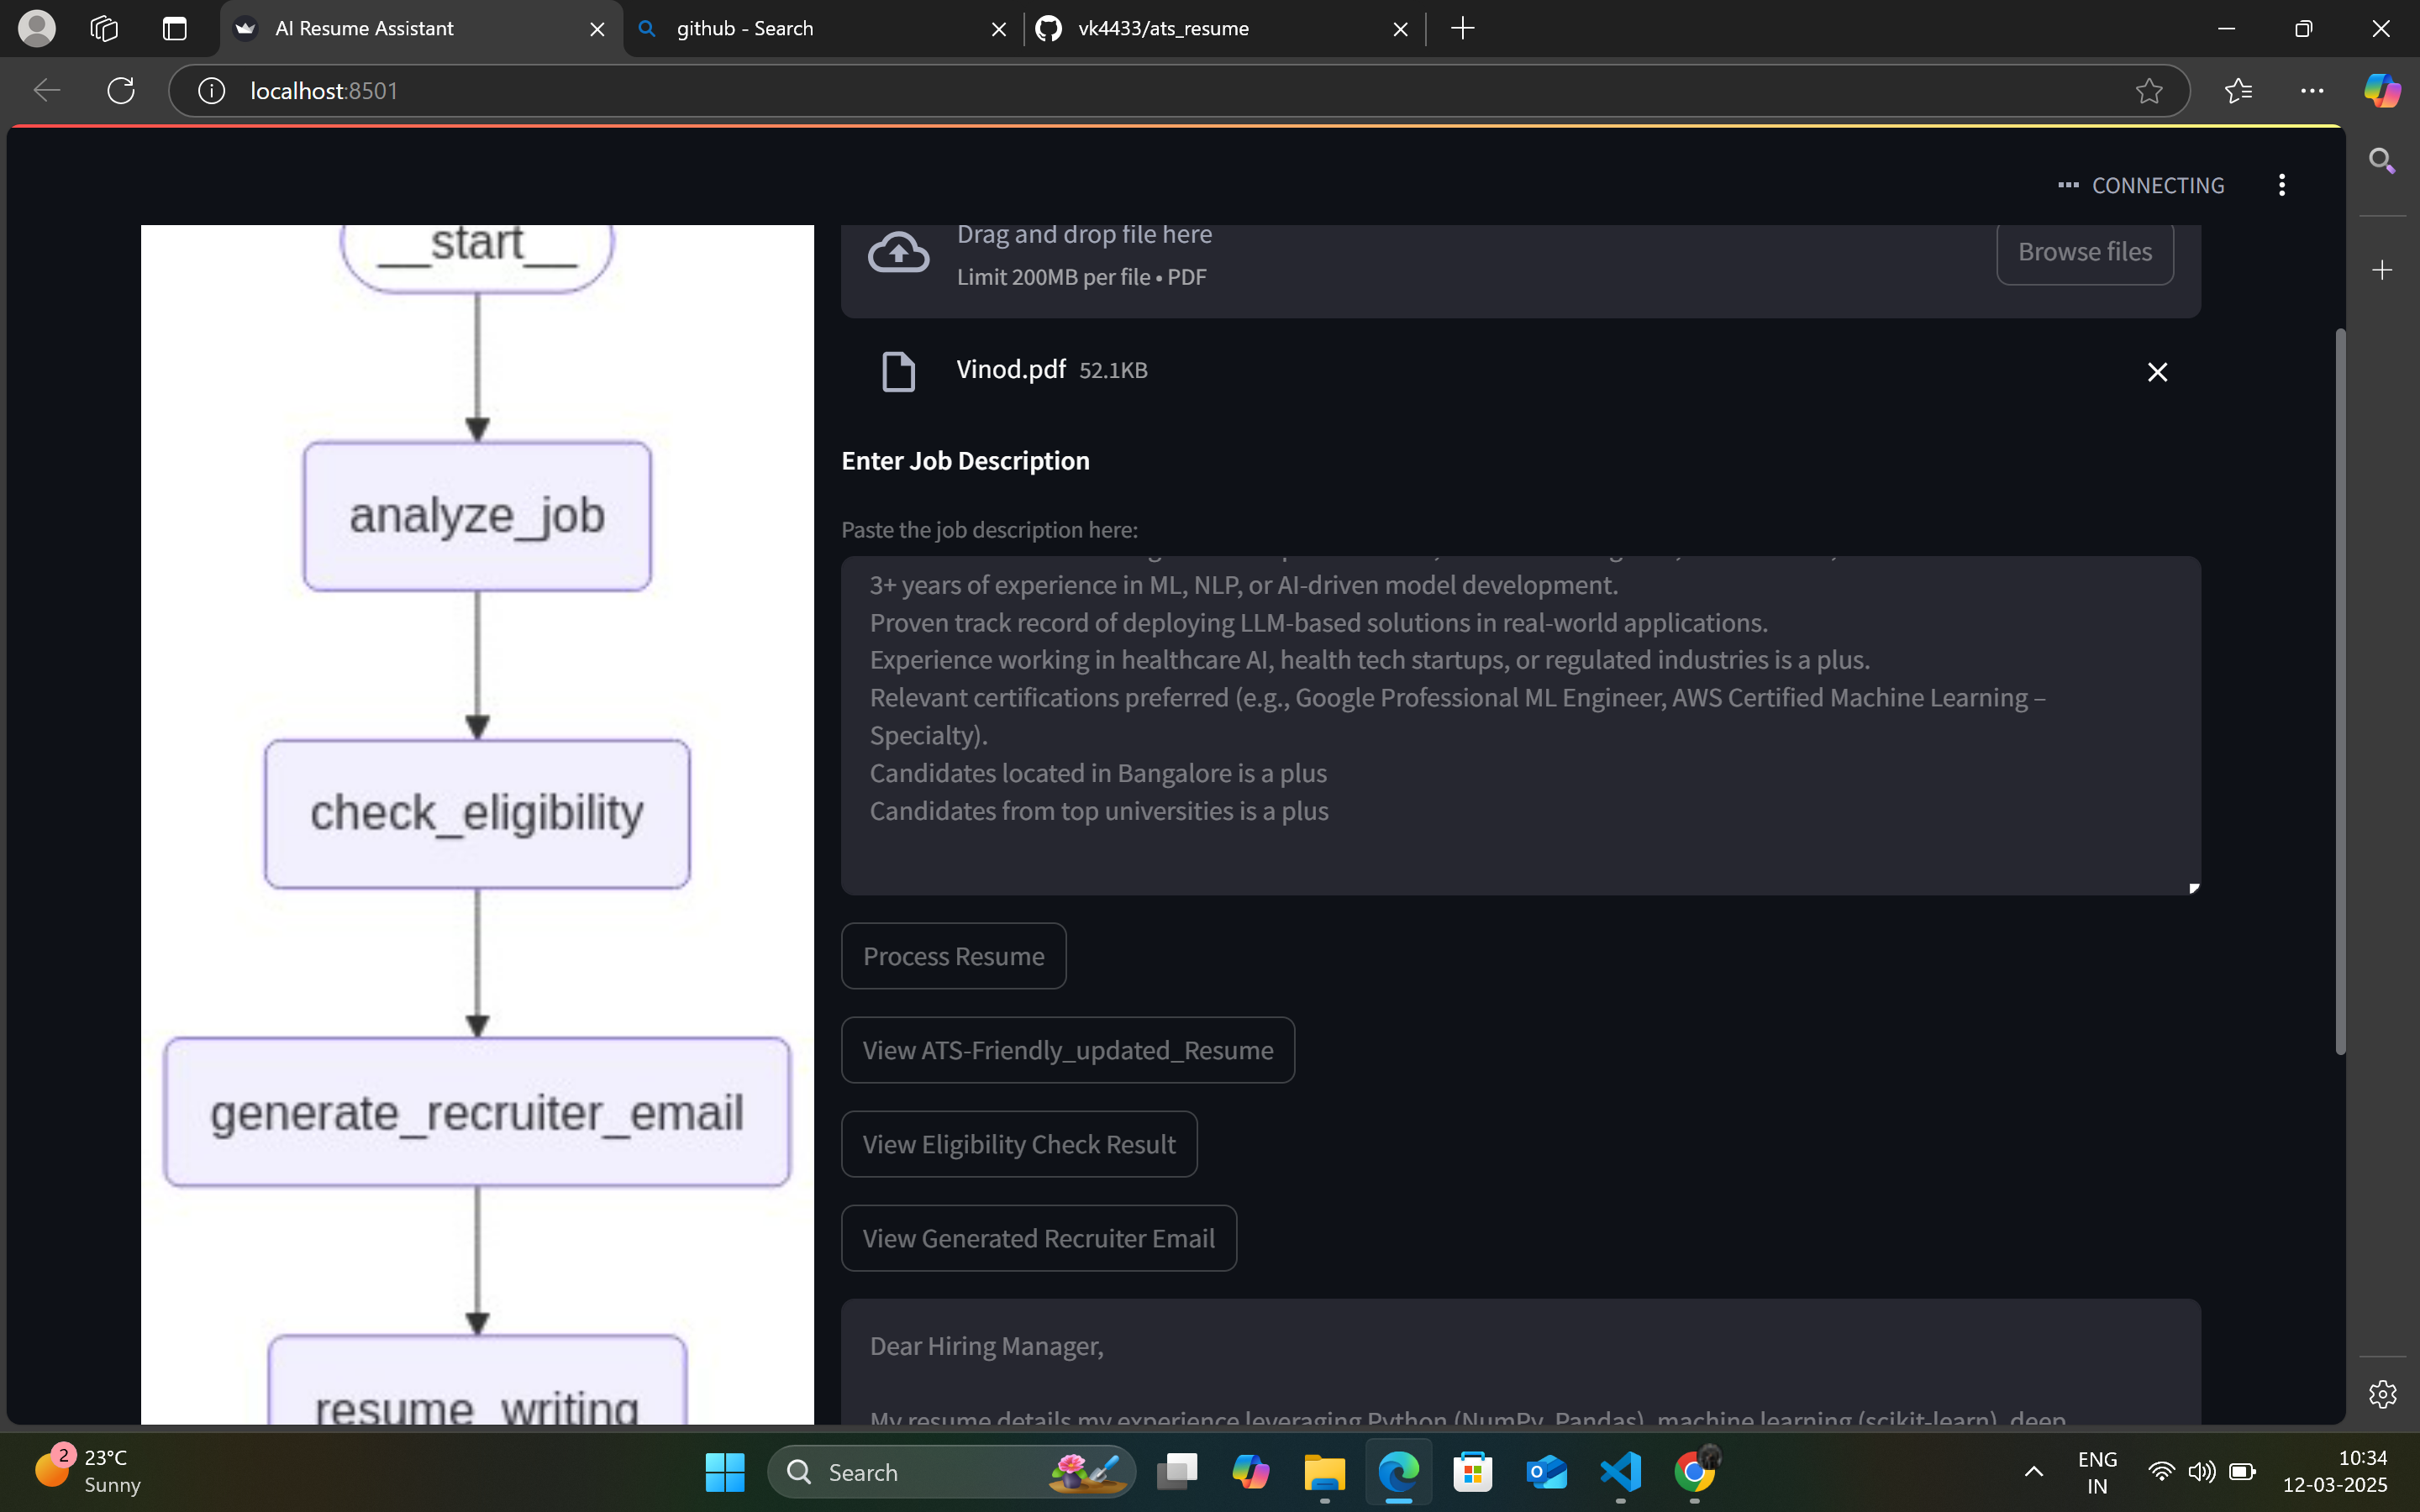 AI Resume Assistant
github - Search
vk4433/ats_resume
localhost:8501
CONNECTING
__start__
analyze_job
check_eligibility
generate_recruiter_email
resume_writing
Drag and drop file here
Limit 200MB per file • PDF
Browse files
Vinod.pdf 52.1KB
Enter Job Description
Paste the job description here:
3+ years of experience in ML, NLP, or AI-driven model development.
Proven track record of deploying LLM-based solutions in real-world applications.
Experience working in healthcare AI, health tech startups, or regulated industries is a plus.
Relevant certifications preferred (e.g., Google Professional ML Engineer, AWS Certified Machine Learning –
Specialty).
Candidates located in Bangalore is a plus
Candidates from top universities is a plus
Process Resume
View ATS-Friendly_updated_Resume
View Eligibility Check Result
View Generated Recruiter Email
Dear Hiring Manager,
My resume details my experience leveraging Python (NumPy, Pandas), machine learning (scikit-learn), deep
2
23°C
Sunny
Search
ENG
IN
10:34
12-03-2025